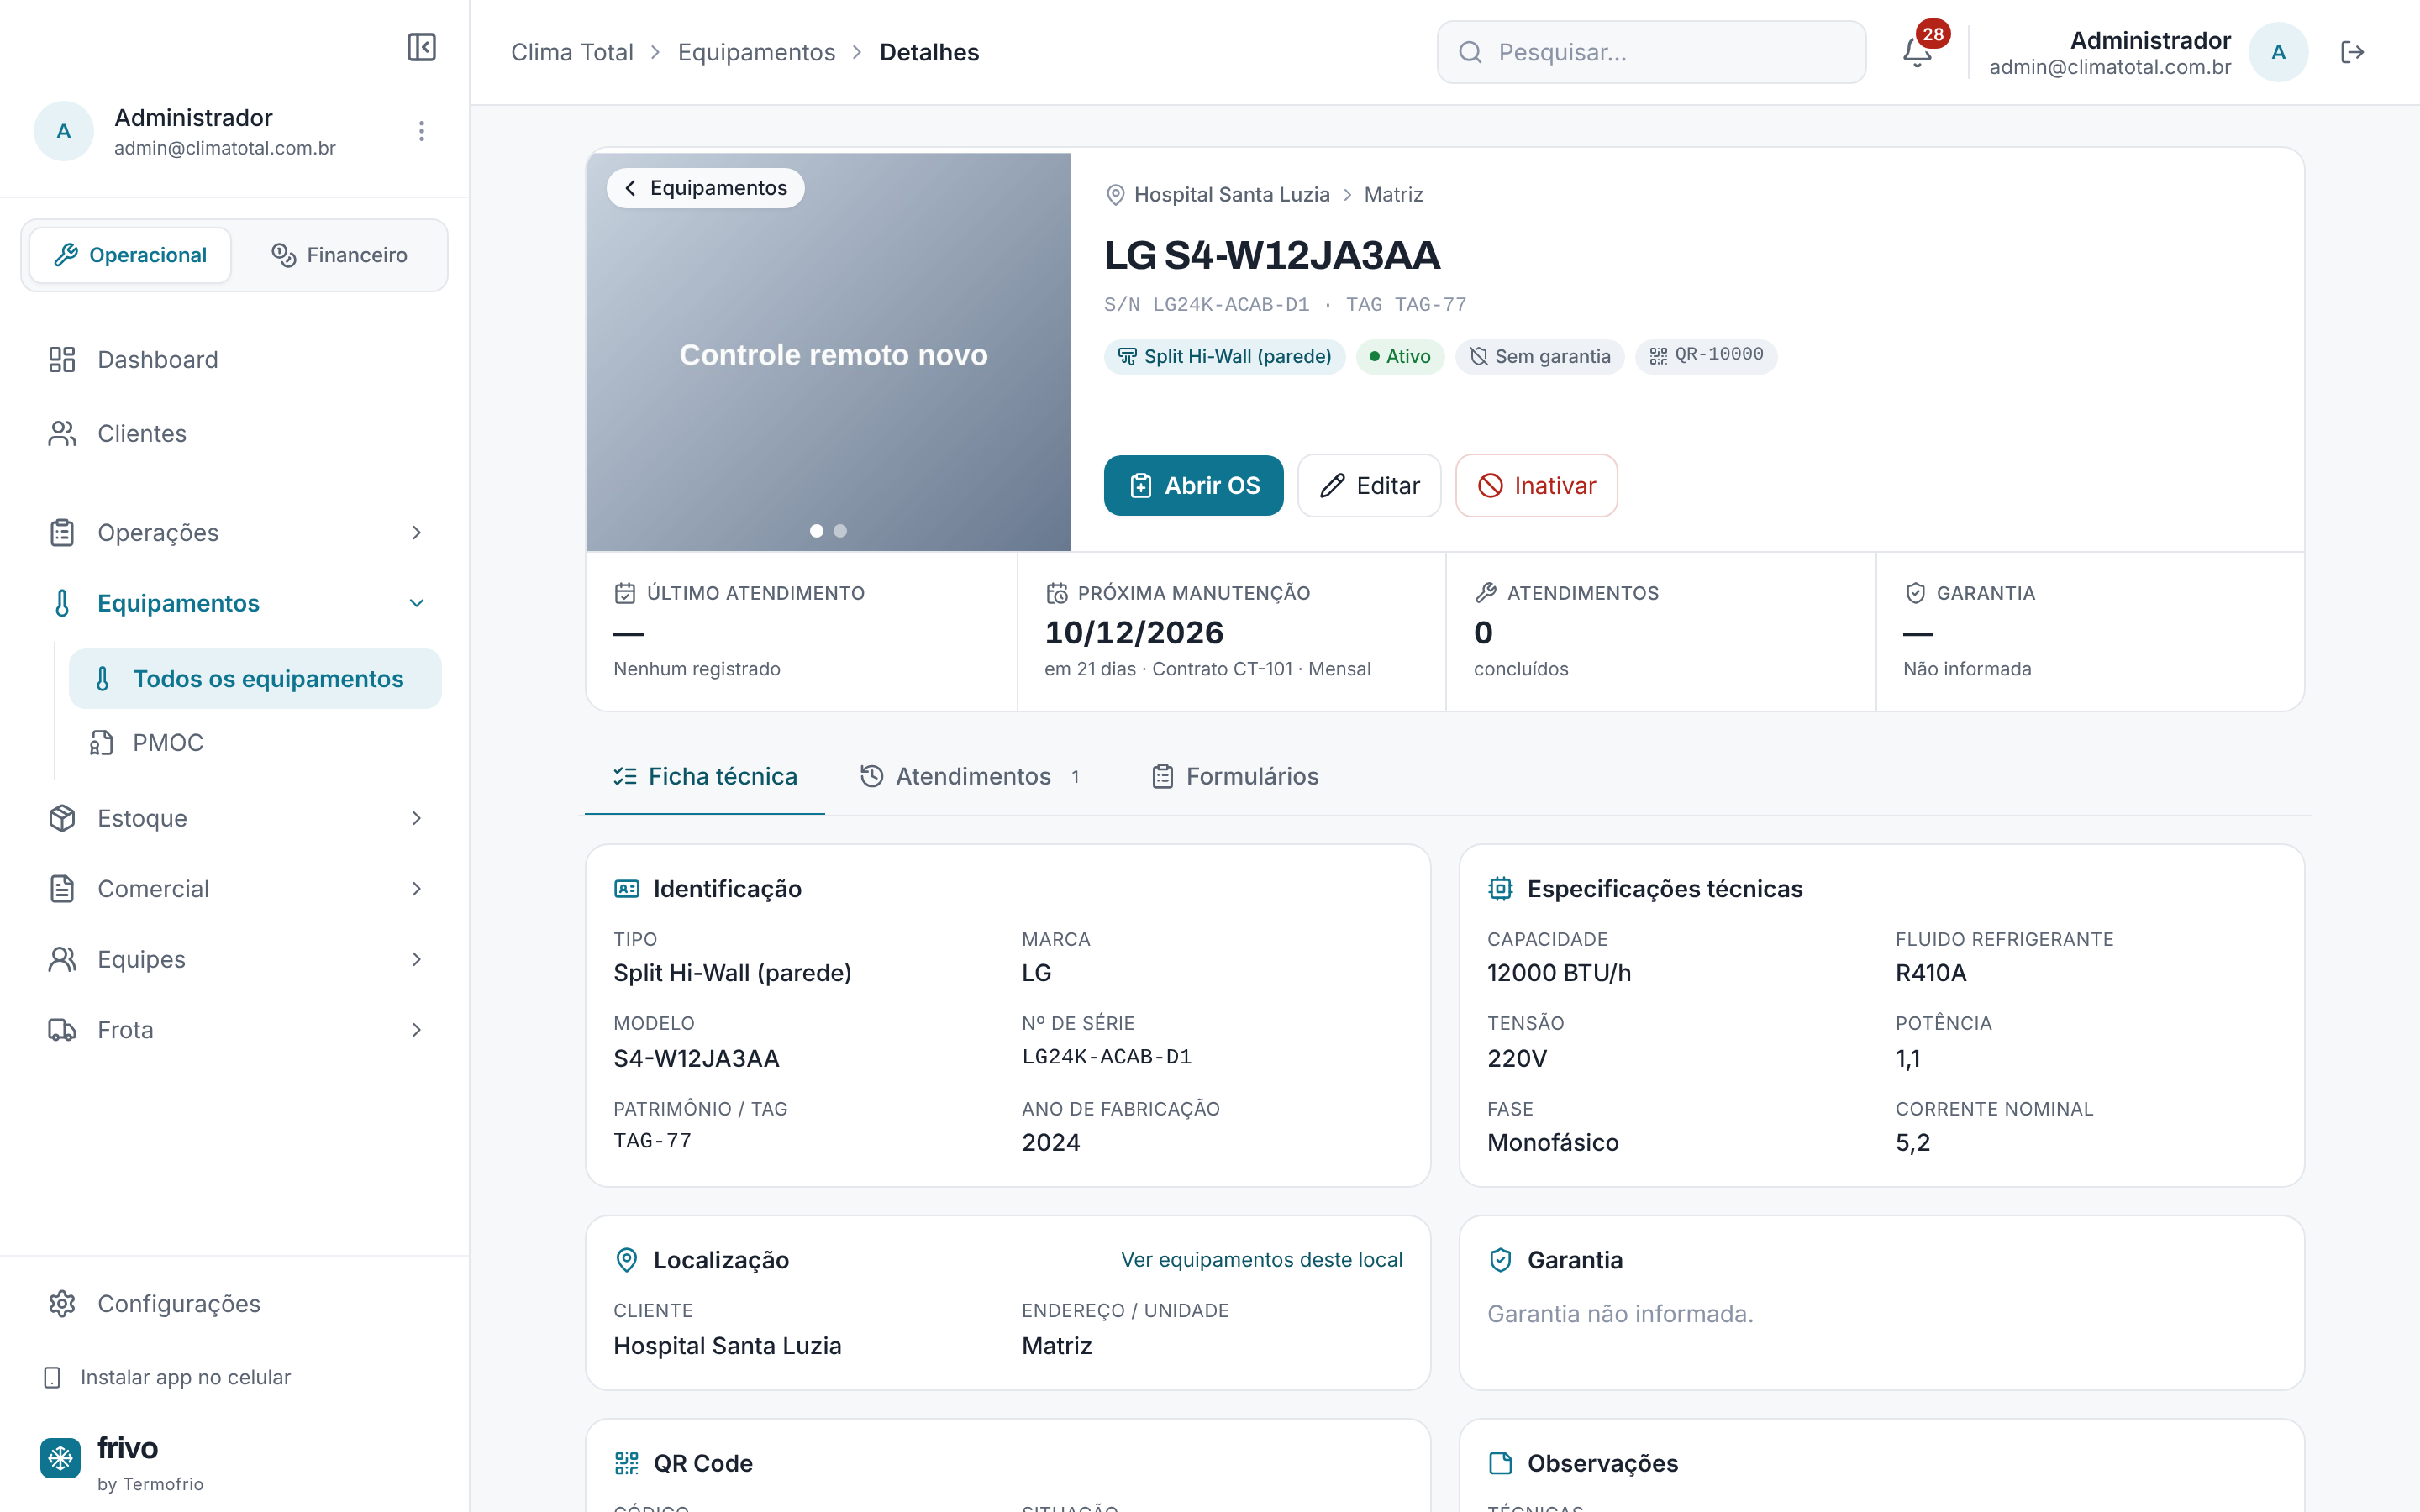 Administrador
admin@climatotal.com.br
Operacional
Financeiro
Dashboard
Clientes
Operações
Equipamentos
Todos os equipamentos
PMOC
Estoque
Comercial
Equipes
Frota
Configurações
Instalar app no celular
frivo
by Termofrio
Clima Total > Equipamentos > Detalhes
Pesquisar...
28
Administrador
admin@climatotal.com.br
A
A
Equipamentos
Controle remoto novo
Hospital Santa Luzia > Matriz
LG S4-W12JA3AA
S/N LG24K-ACAB-D1 · TAG TAG-77
Split Hi-Wall (parede)
Ativo
Sem garantia
QR-10000
Abrir OS
Editar
Inativar
ÚLTIMO ATENDIMENTO
—
Nenhum registrado
PRÓXIMA MANUTENÇÃO
10/12/2026
em 21 dias · Contrato CT-101 · Mensal
ATENDIMENTOS
0
concluídos
GARANTIA
—
Não informada
Ficha técnica
Atendimentos 1
Formulários
Identificação
TIPO
Split Hi-Wall (parede)
MARCA
LG
MODELO
S4-W12JA3AA
Nº DE SÉRIE
LG24K-ACAB-D1
PATRIMÔNIO / TAG
TAG-77
ANO DE FABRICAÇÃO
2024
Especificações técnicas
CAPACIDADE
12000 BTU/h
FLUIDO REFRIGERANTE
R410A
TENSÃO
220V
POTÊNCIA
1,1
FASE
Monofásico
CORRENTE NOMINAL
5,2
Localização
Ver equipamentos deste local
CLIENTE
Hospital Santa Luzia
ENDEREÇO / UNIDADE
Matriz
Garantia
Garantia não informada.
QR Code
CÓDIGO
SITUAÇÃO
Observações
TÉCNICAS